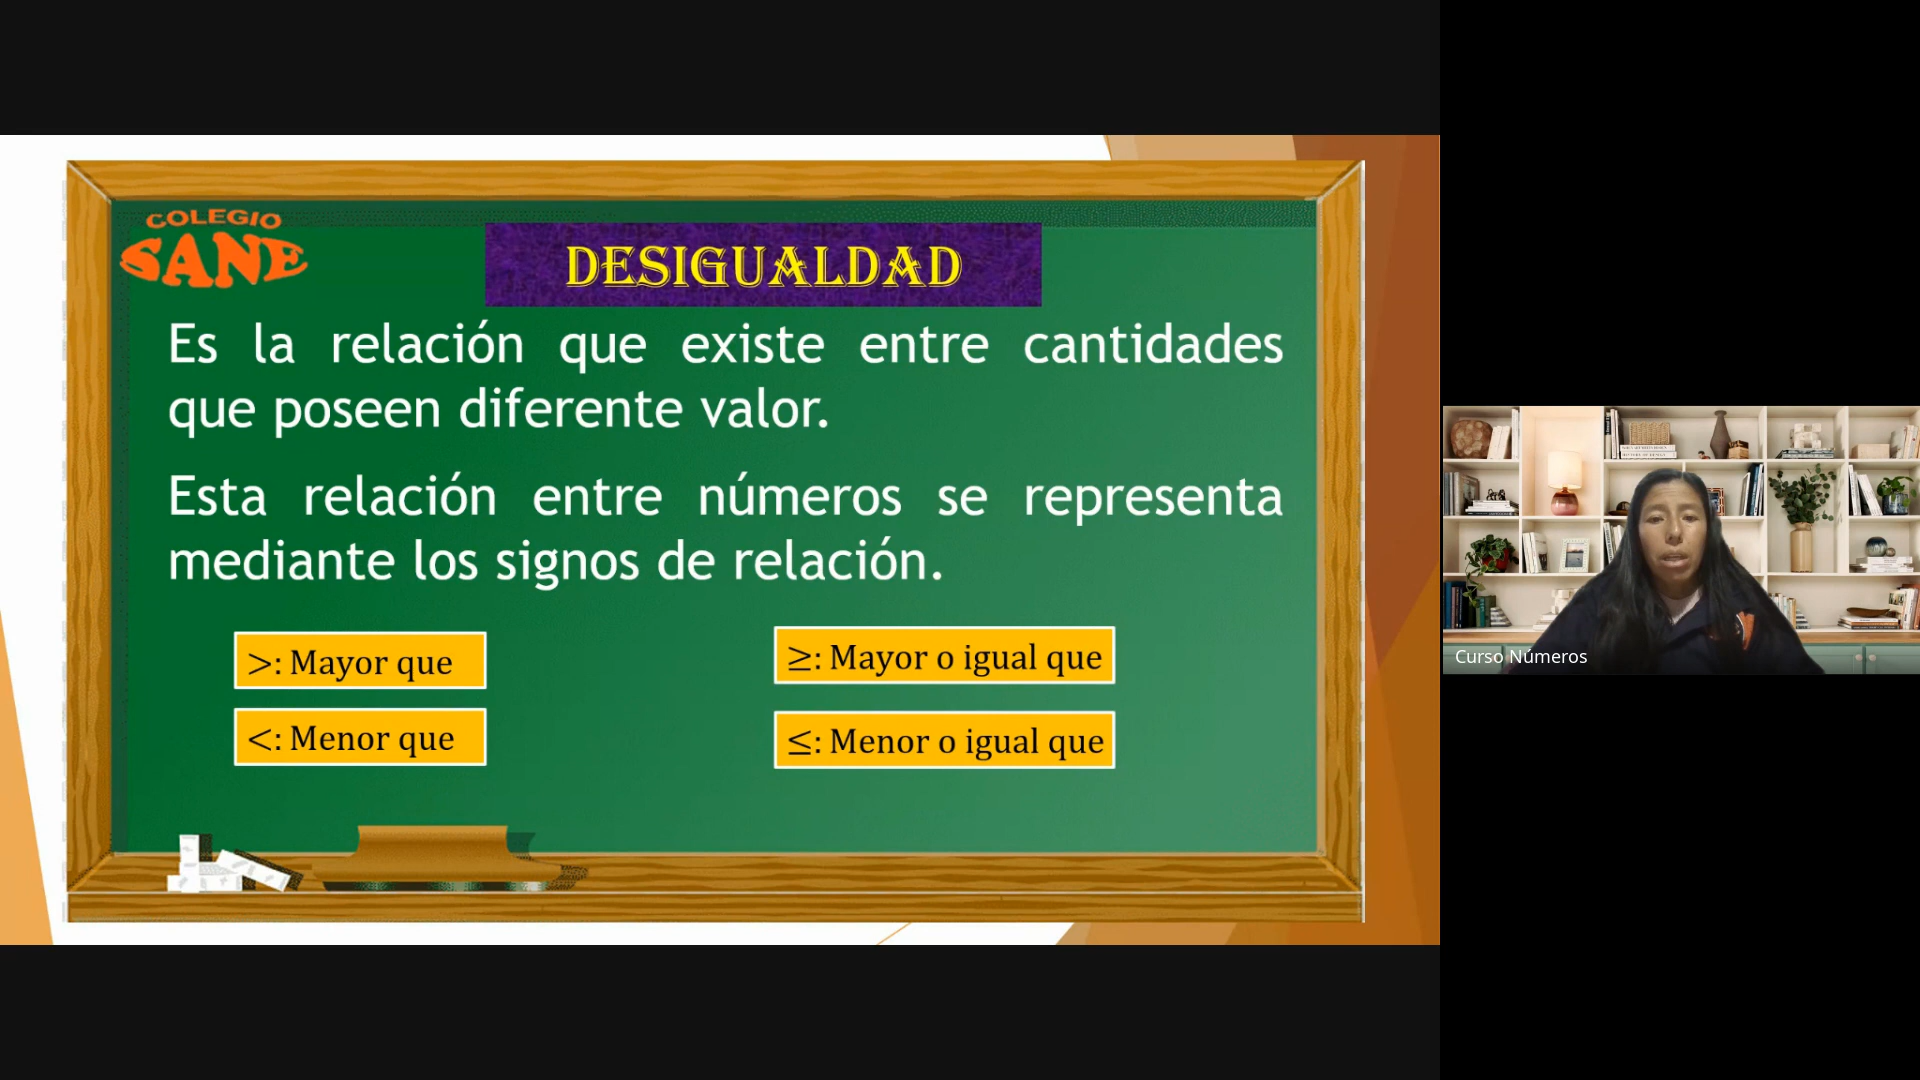 COLEGIO
SANE
DESIGUALDAD
Es la relación que existe entre cantidades
que poseen diferente valor.
Esta relación entre números se representa
mediante los signos de relación.
>: Mayor que
≥: Mayor o igual que
<: Menor que
≤: Menor o igual que
Curso Números